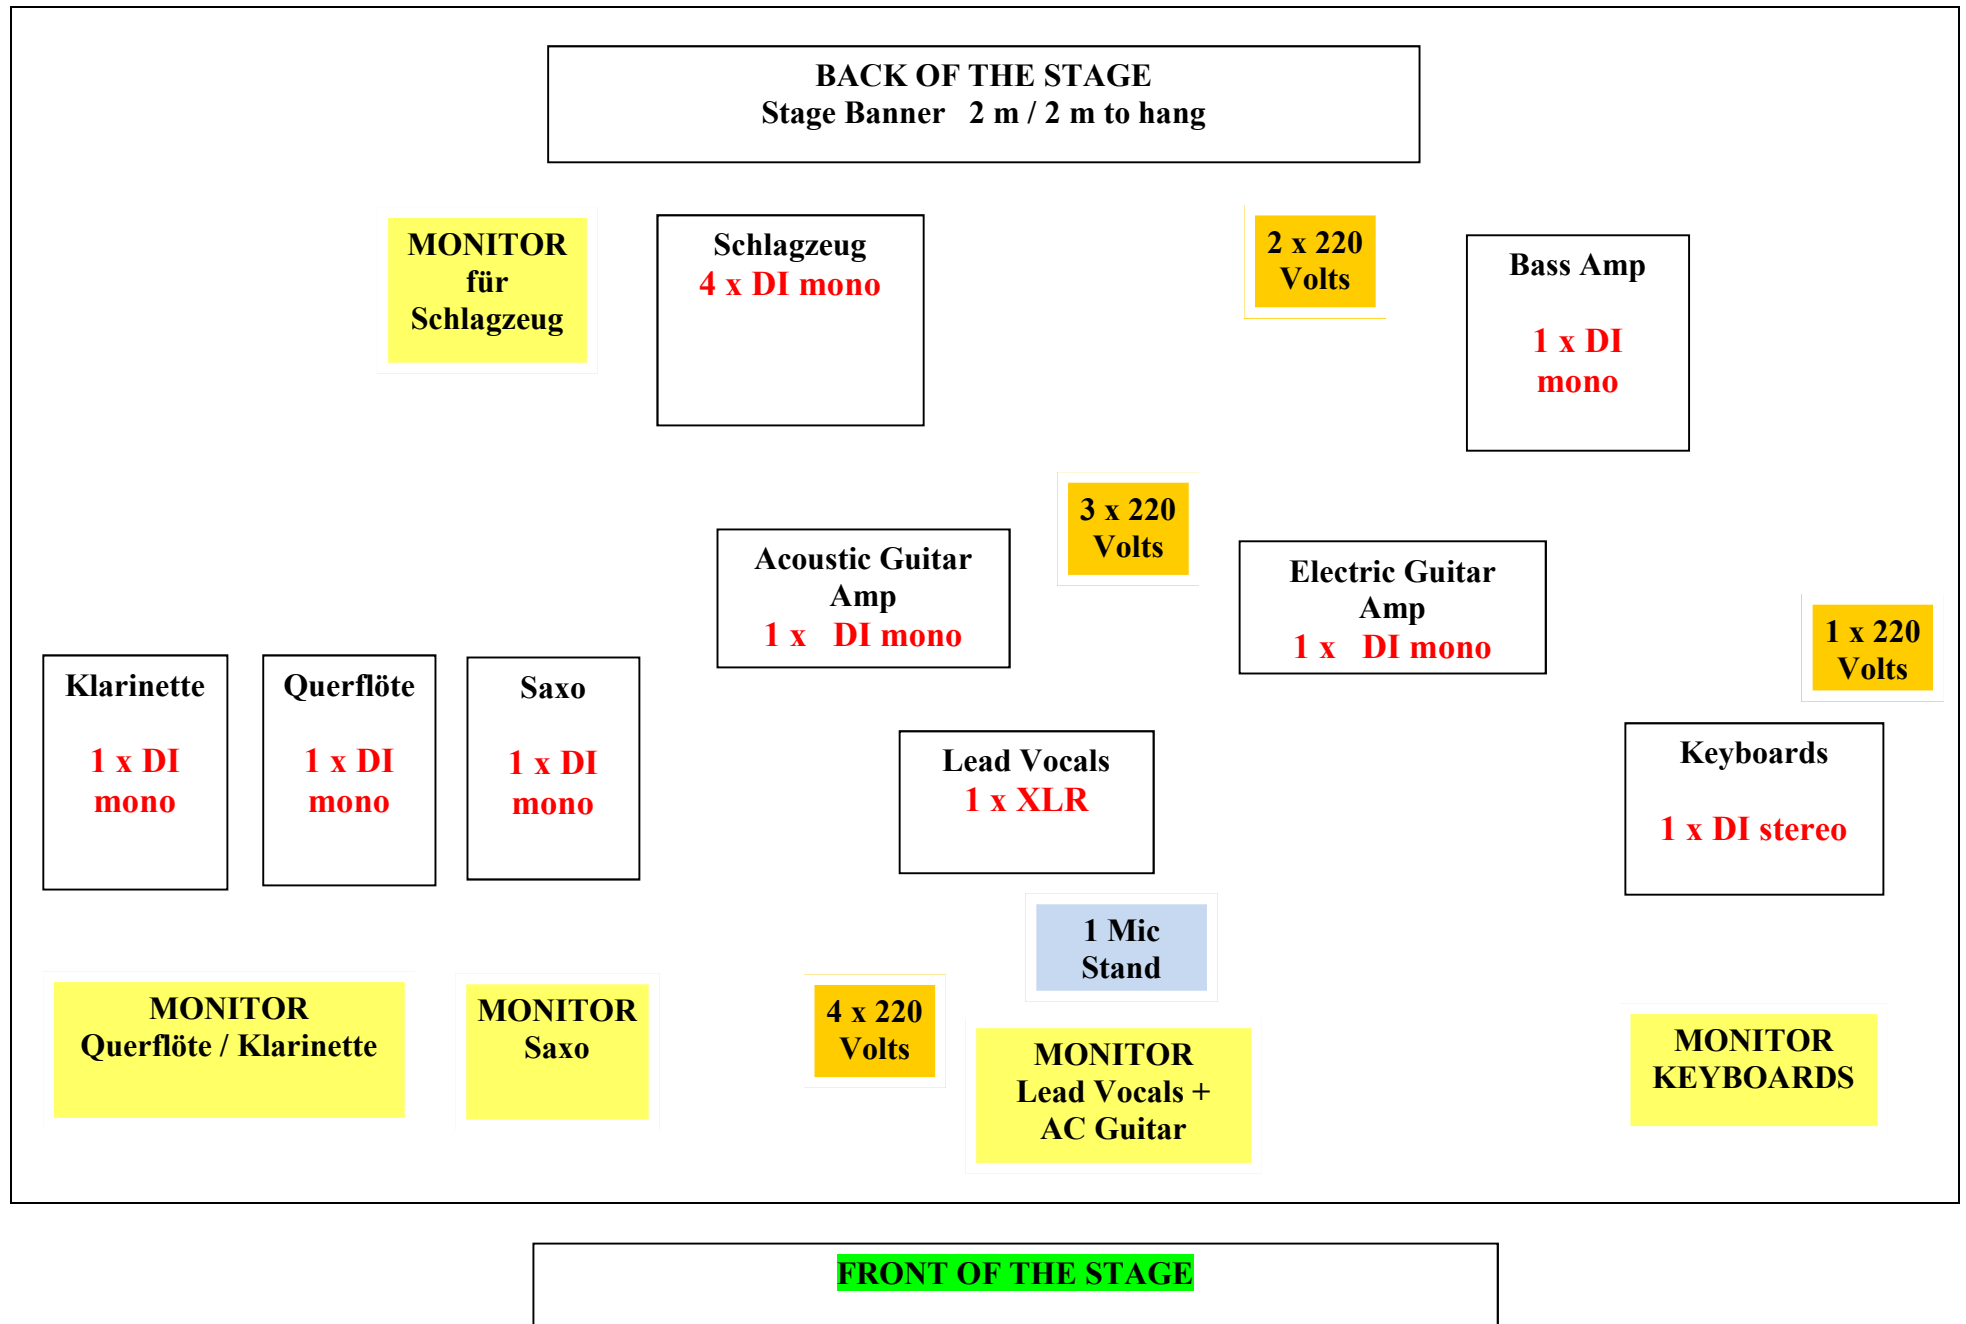 BACK OF THE STAGE
Stage Banner 2 m / 2 m to hang
MONITOR
für
Schlagzeug
Schlagzeug
4 x DI mono
2 x 220
Volts
Bass Amp
1 x DI
mono
3 x 220
Volts
Acoustic Guitar
Amp
1 x DI mono
Electric Guitar
Amp
1 x DI mono
1 x 220
Volts
Klarinette
1 x DI
mono
Querflöte
1 x DI
mono
Saxo
1 x DI
mono
Lead Vocals
1 x XLR
Keyboards
1 x DI stereo
1 Mic
Stand
MONITOR
Querflöte / Klarinette
MONITOR
Saxo
4 x 220
Volts
MONITOR
Lead Vocals +
AC Guitar
MONITOR
KEYBOARDS
FRONT OF THE STAGE